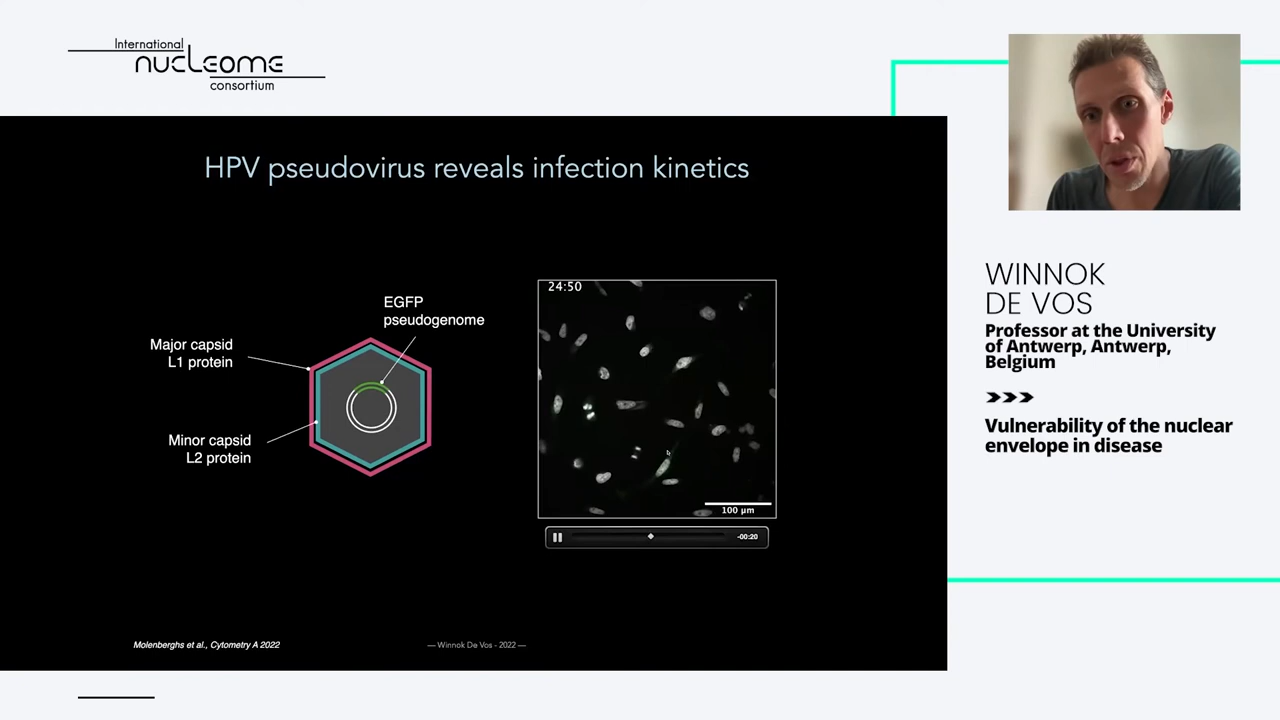 International
nucleome
consortium
HPV pseudovirus reveals infection kinetics
EGFP
pseudogenome
Major capsid
L1 protein
Minor capsid
L2 protein
24:50
100 µm
-00:20
Molenberghs et al., Cytometry A 2022
— Winnok De Vos - 2022 —
WINNOK
DE VOS
Professor at the University
of Antwerp, Antwerp,
Belgium
Vulnerability of the nuclear
envelope in disease